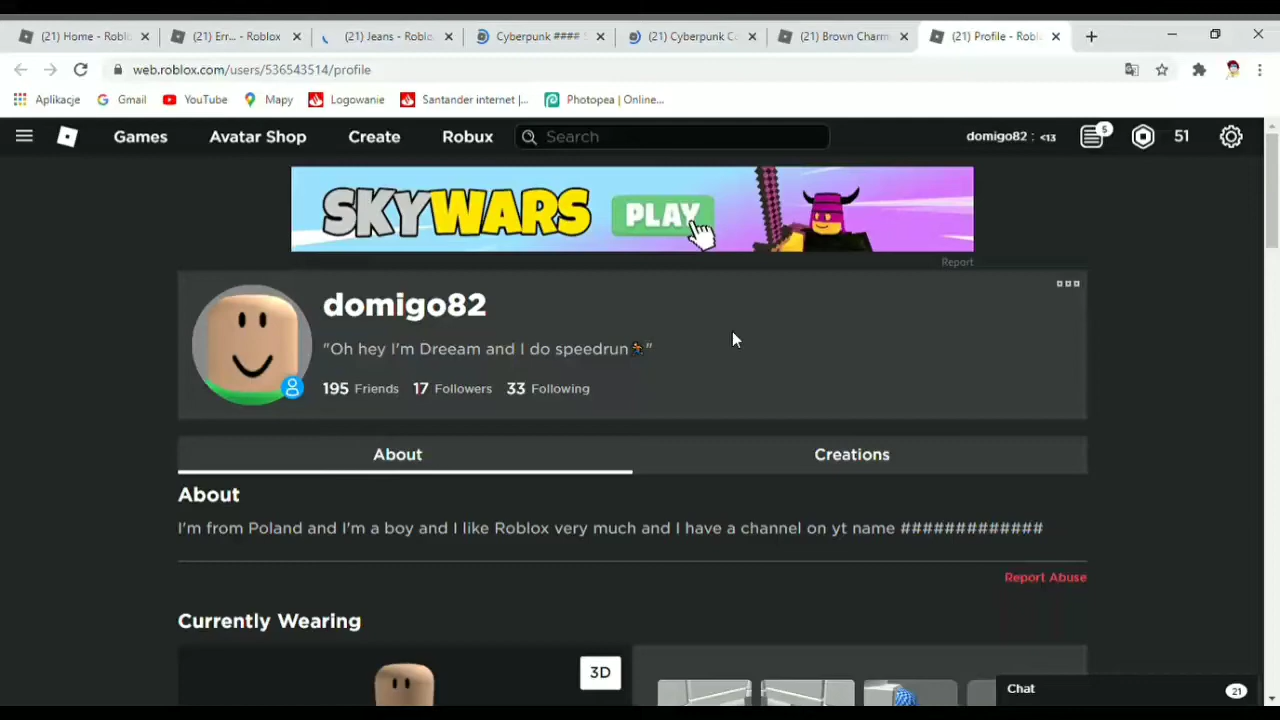 (21) Home - Roblo
(21) Err... - Roblox
(21) Jeans - Roblo
Cyberpunk ####
(21) Cyberpunk C
(21) Brown Charm
(21) Profile - Robl
web.roblox.com/users/536543514/profile
Aplikacje
Gmail
YouTube
Mapy
Logowanie
Santander internet |...
Photopea | Online...
Games
Avatar Shop
Create
Robux
Search
domigo82 : <13
5
51
SKYWARS
PLAY
Report
domigo82
"Oh hey I'm Dreeam and I do speedrun🏃"
195 Friends 17 Followers 33 Following
About
Creations
About
I'm from Poland and I'm a boy and I like Roblox very much and I have a channel on yt name #############
Report Abuse
Currently Wearing
3D
Chat
21